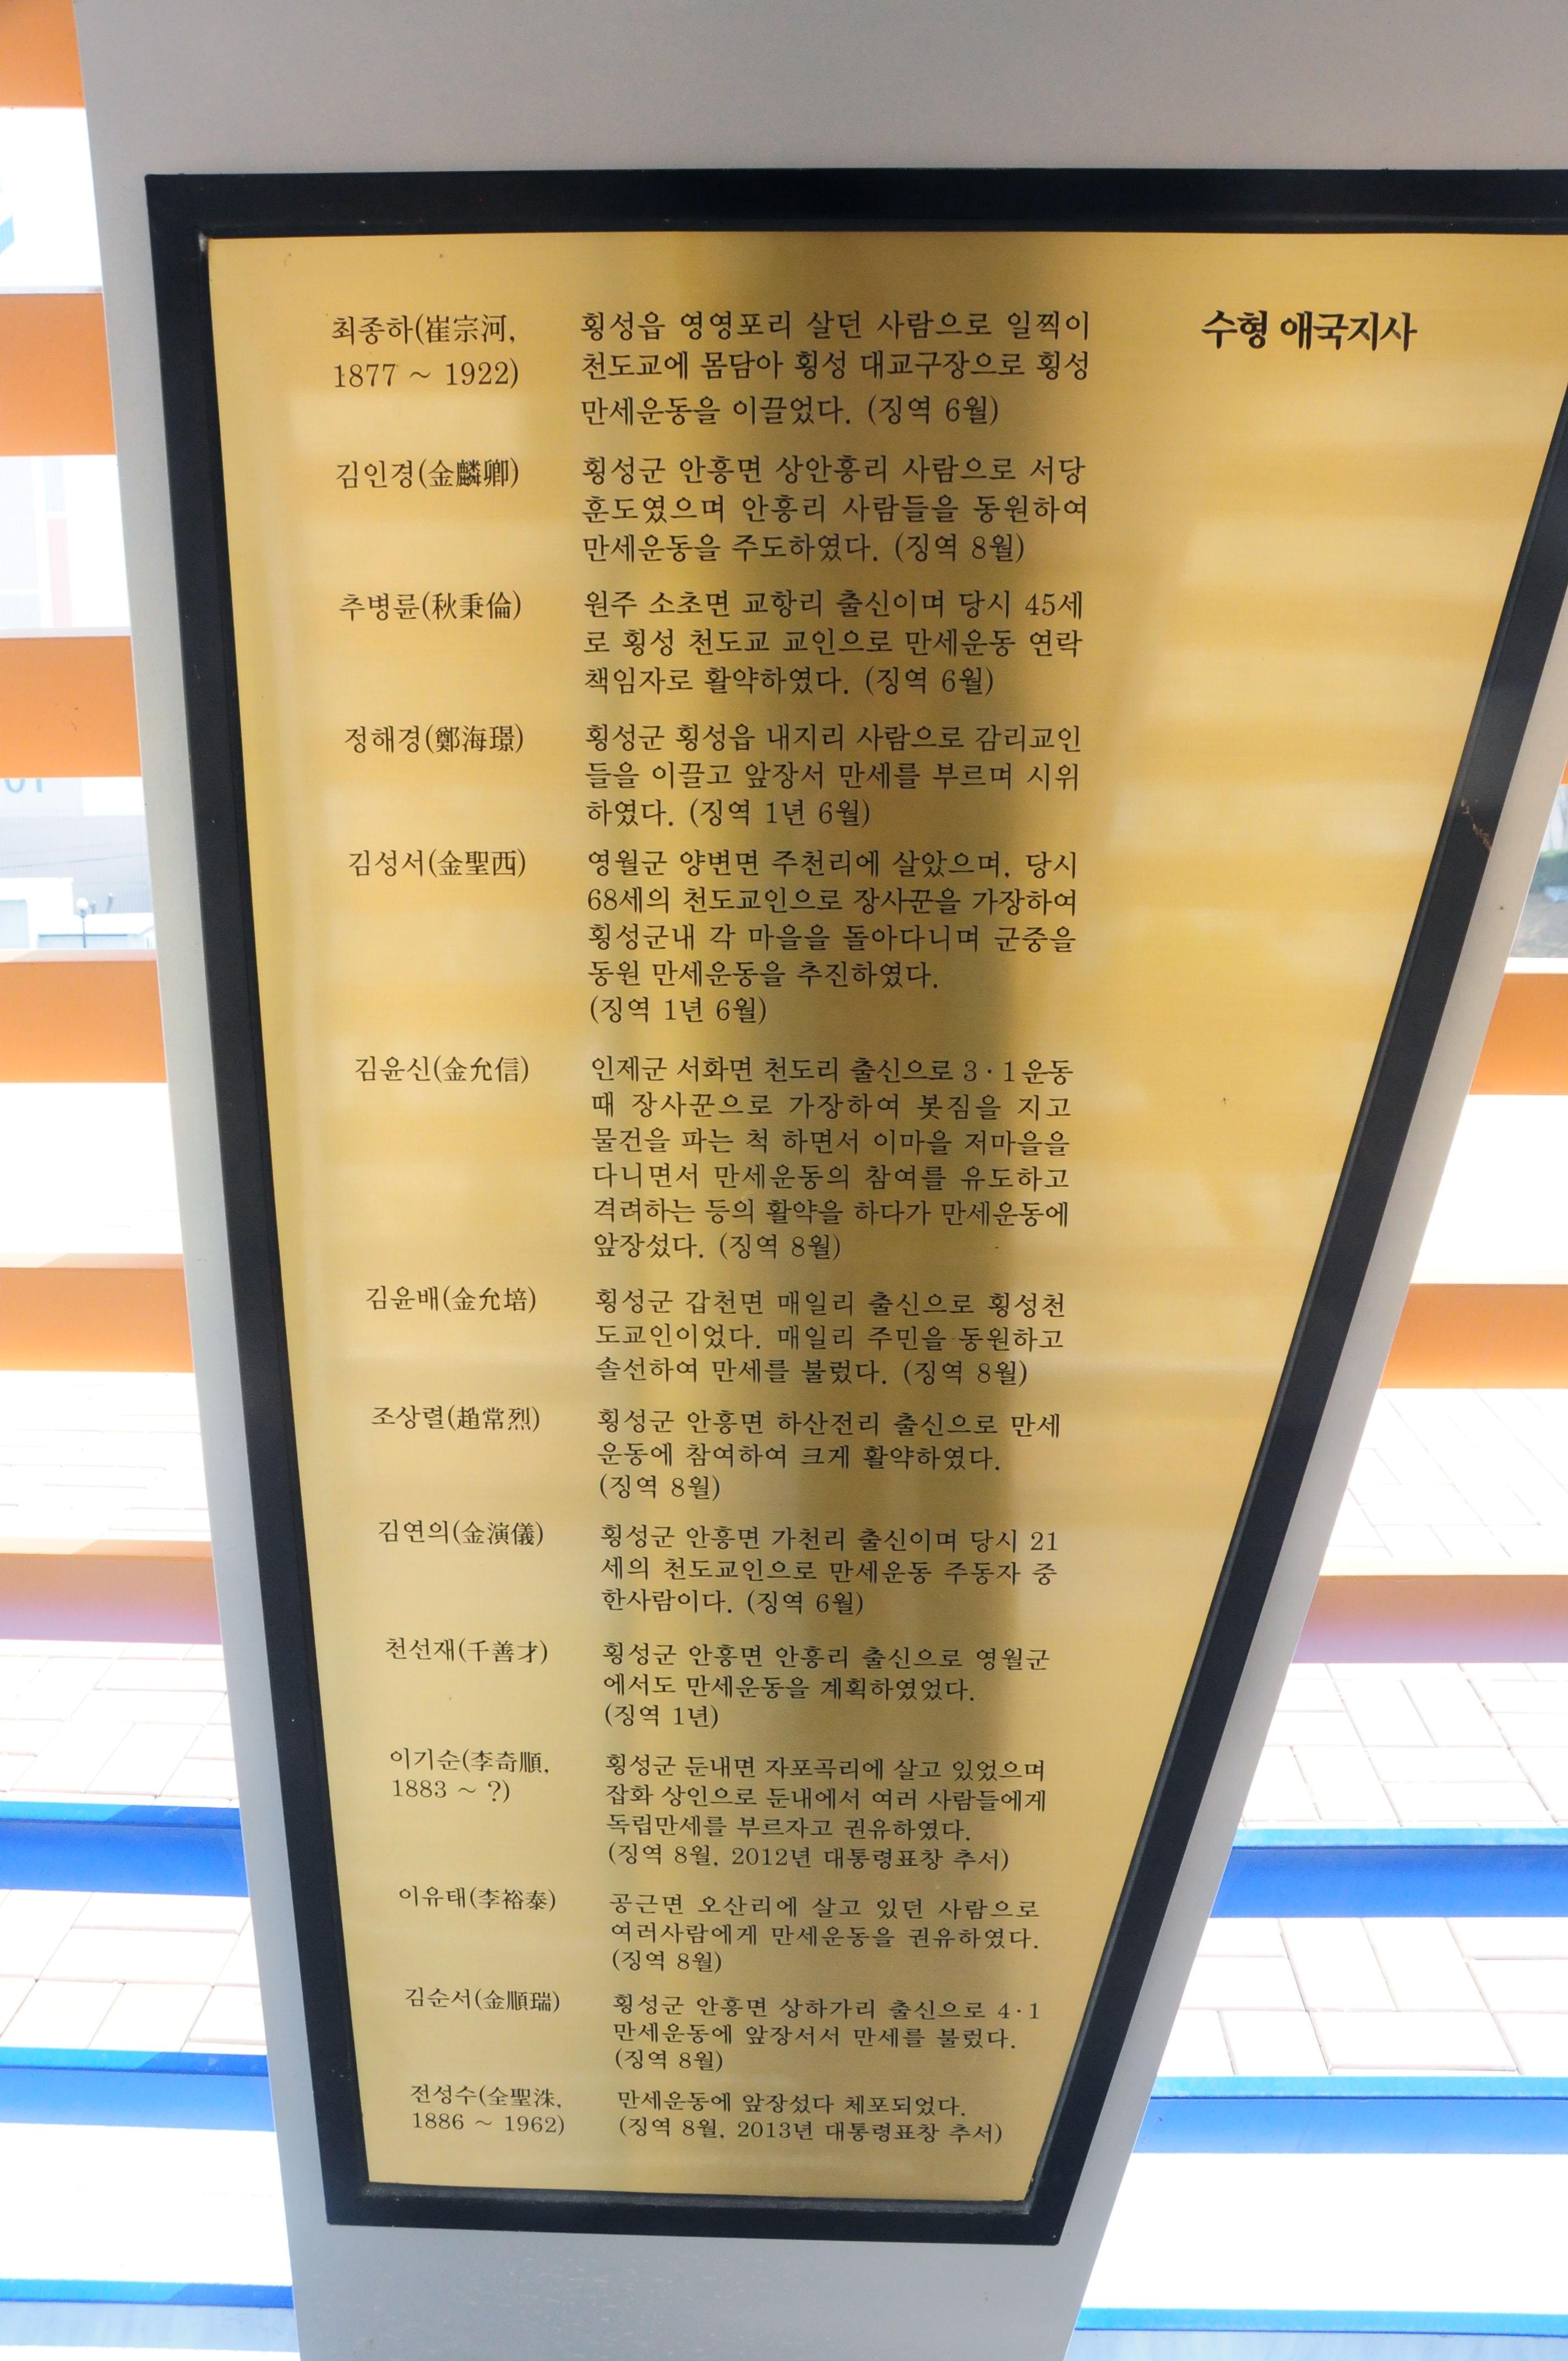 수형 애국지사
최종하(崔宗河,
1877 ~ 1922)
횡성읍 영영포리 살던 사람으로 일찍이
천도교에 몸담아 횡성 대교구장으로 횡성
만세운동을 이끌었다. (징역 6월)
김인경(金麟卿)
횡성군 안흥면 상안흥리 사람으로 서당
훈도였으며 안흥리 사람들을 동원하여
만세운동을 주도하였다. (징역 8월)
추병륜(秋秉倫)
원주 소초면 교항리 출신이며 당시 45세
로 횡성 천도교 교인으로 만세운동 연락
책임자로 활약하였다. (징역 6월)
정해경(鄭海璟)
횡성군 횡성읍 내지리 사람으로 감리교인
들을 이끌고 앞장서 만세를 부르며 시위
하였다. (징역 1년 6월)
김성서(金聖西)
영월군 양변면 주천리에 살았으며, 당시
68세의 천도교인으로 장사꾼을 가장하여
횡성군내 각 마을을 돌아다니며 군중을
동원 만세운동을 추진하였다.
(징역 1년 6월)
김윤신(金允信)
인제군 서화면 천도리 출신으로 3·1운동
때 장사꾼으로 가장하여 봇짐을 지고
물건을 파는 척 하면서 이마을 저마을을
다니면서 만세운동의 참여를 유도하고
격려하는 등의 활약을 하다가 만세운동에
앞장섰다. (징역 8월)
김윤배(金允培)
횡성군 갑천면 매일리 출신으로 횡성천
도교인이었다. 매일리 주민을 동원하고
솔선하여 만세를 불렀다. (징역 8월)
조상렬(趙常烈)
횡성군 안흥면 하산전리 출신으로 만세
운동에 참여하여 크게 활약하였다.
(징역 8월)
김연의(金演儀)
횡성군 안흥면 가천리 출신이며 당시 21
세의 천도교인으로 만세운동 주동자 중
한사람이다. (징역 6월)
천선재(千善才)
횡성군 안흥면 안흥리 출신으로 영월군
에서도 만세운동을 계획하였었다.
(징역 1년)
이기순(李奇順,
1883 ~ ?)
횡성군 둔내면 자포곡리에 살고 있었으며
잡화 상인으로 둔내에서 여러 사람들에게
독립만세를 부르자고 권유하였다.
(징역 8월, 2012년 대통령표창 추서)
이유태(李裕泰)
공근면 오산리에 살고 있던 사람으로
여러사람에게 만세운동을 권유하였다.
(징역 8월)
김순서(金順瑞)
횡성군 안흥면 상하가리 출신으로 4·1
만세운동에 앞장서서 만세를 불렀다.
(징역 8월)
전성수(全聖洙,
1886 ~ 1962)
만세운동에 앞장섰다 체포되었다.
(징역 8월, 2013년 대통령표창 추서)